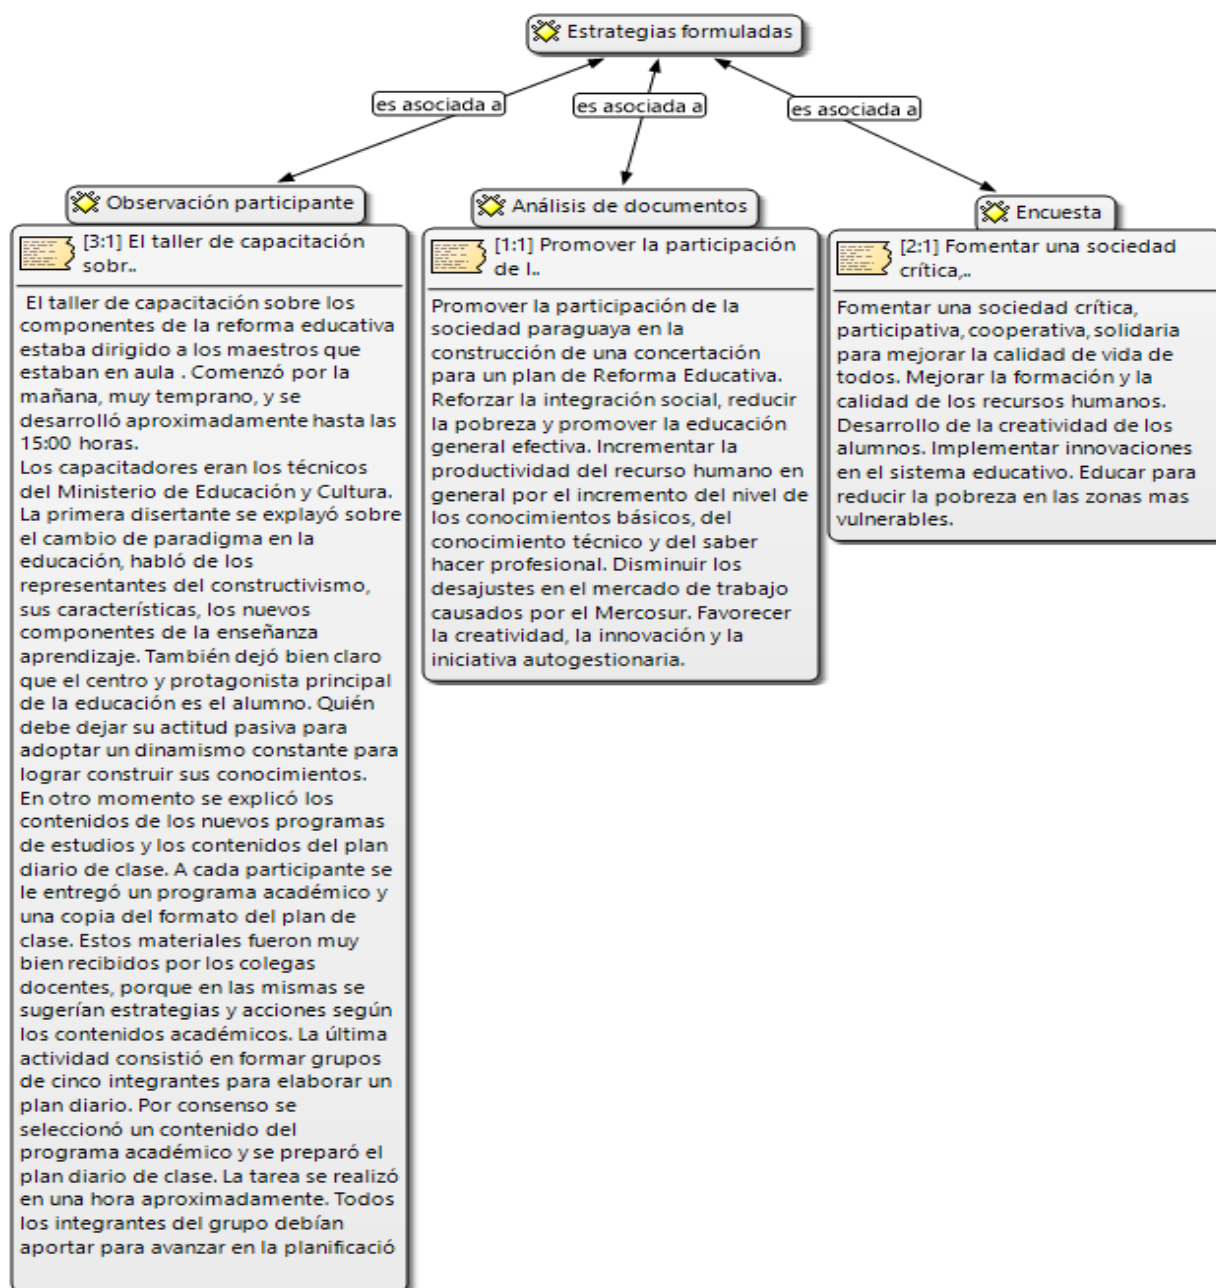 Estrategias formuladas
es asociada a
es asociada a
es asociada a
Observación participante
[3:1] El taller de capacitación
sobr..
El taller de capacitación sobre los
componentes de la reforma educativa
estaba dirigido a los maestros que
estaban en aula . Comenzó por la
mañana, muy temprano, y se
desarrolló aproximadamente hasta las
15:00 horas.
Los capacitadores eran los técnicos
del Ministerio de Educación y Cultura.
La primera disertante se explayó sobre
el cambio de paradigma en la
educación, habló de los
representantes del constructivismo,
sus características, los nuevos
componentes de la enseñanza
aprendizaje. También dejó bien claro
que el centro y protagonista principal
de la educación es el alumno. Quién
debe dejar su actitud pasiva para
adoptar un dinamismo constante para
lograr construir sus conocimientos.
En otro momento se explicó los
contenidos de los nuevos programas
de estudios y los contenidos del plan
diario de clase. A cada participante se
le entregó un programa académico y
una copia del formato del plan de
clase. Estos materiales fueron muy
bien recibidos por los colegas
docentes, porque en las mismas se
sugerían estrategias y acciones según
los contenidos académicos. La última
actividad consistió en formar grupos
de cinco integrantes para elaborar un
plan diario. Por consenso se
seleccionó un contenido del
programa académico y se preparó el
plan diario de clase. La tarea se realizó
en una hora aproximadamente. Todos
los integrantes del grupo debían
aportar para avanzar en la planificació
Análisis de documentos
[1:1] Promover la participación
de l..
Promover la participación de la
sociedad paraguaya en la
construcción de una concertación
para un plan de Reforma Educativa.
Reforzar la integración social, reducir
la pobreza y promover la educación
general efectiva. Incrementar la
productividad del recurso humano en
general por el incremento del nivel de
los conocimientos básicos, del
conocimiento técnico y del saber
hacer profesional. Disminuir los
desajustes en el mercado de trabajo
causados por el Mercosur. Favorecer
la creatividad, la innovación y la
iniciativa autogestionaria.
Encuesta
[2:1] Fomentar una sociedad
crítica,..
Fomentar una sociedad crítica,
participativa, cooperativa, solidaria
para mejorar la calidad de vida de
todos. Mejorar la formación y la
calidad de los recursos humanos.
Desarrollo de la creatividad de los
alumnos. Implementar innovaciones
en el sistema educativo. Educar para
reducir la pobreza en las zonas mas
vulnerables.